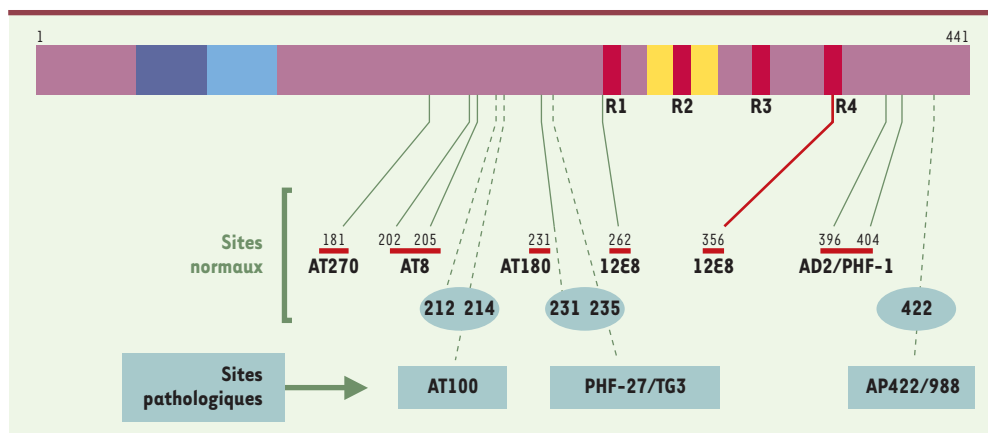 1 441
R1 R2 R3 R4
Sites
normaux
181 202 205 231 262 356 396 404
AT270 AT8 AT180 12E8 12E8 AD2/PHF-1
212 214 231 235 422
Sites
pathologiques
AT100 PHF-27/TG3 AP422/988